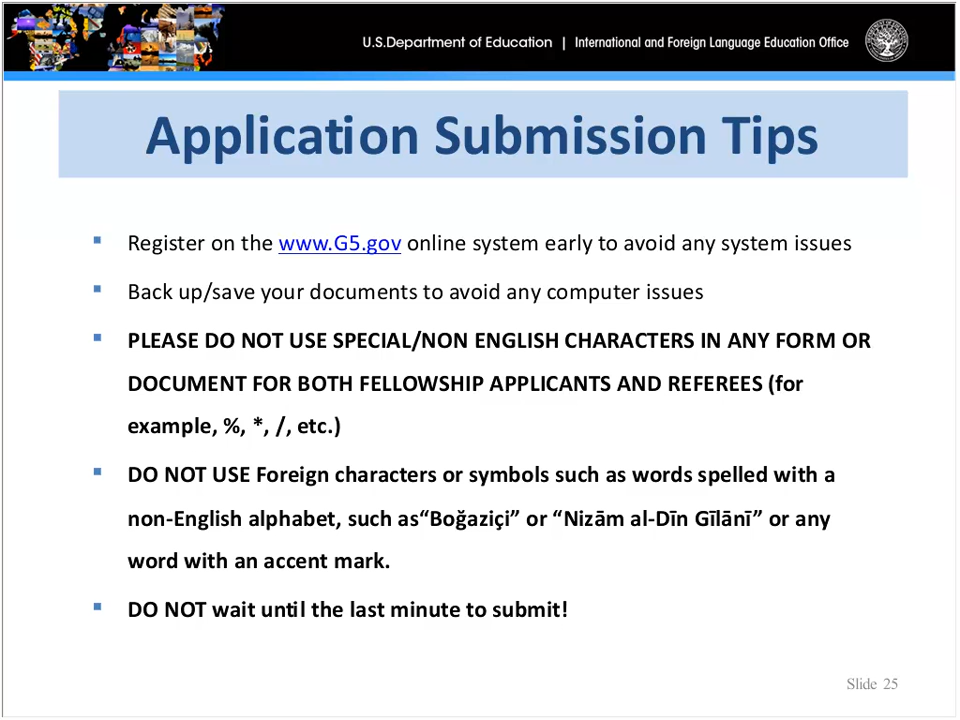 U.S.Department of Education | International and Foreign Language Education Office
Application Submission Tips
▪ Register on the www.G5.gov online system early to avoid any system issues
▪ Back up/save your documents to avoid any computer issues
▪ PLEASE DO NOT USE SPECIAL/NON ENGLISH CHARACTERS IN ANY FORM OR
DOCUMENT FOR BOTH FELLOWSHIP APPLICANTS AND REFEREES (for
example, %, *, /, etc.)
▪ DO NOT USE Foreign characters or symbols such as words spelled with a
non-English alphabet, such as“Boğaziçi” or “Nizām al-Dīn Gīlānī” or any
word with an accent mark.
▪ DO NOT wait until the last minute to submit!
Slide 25